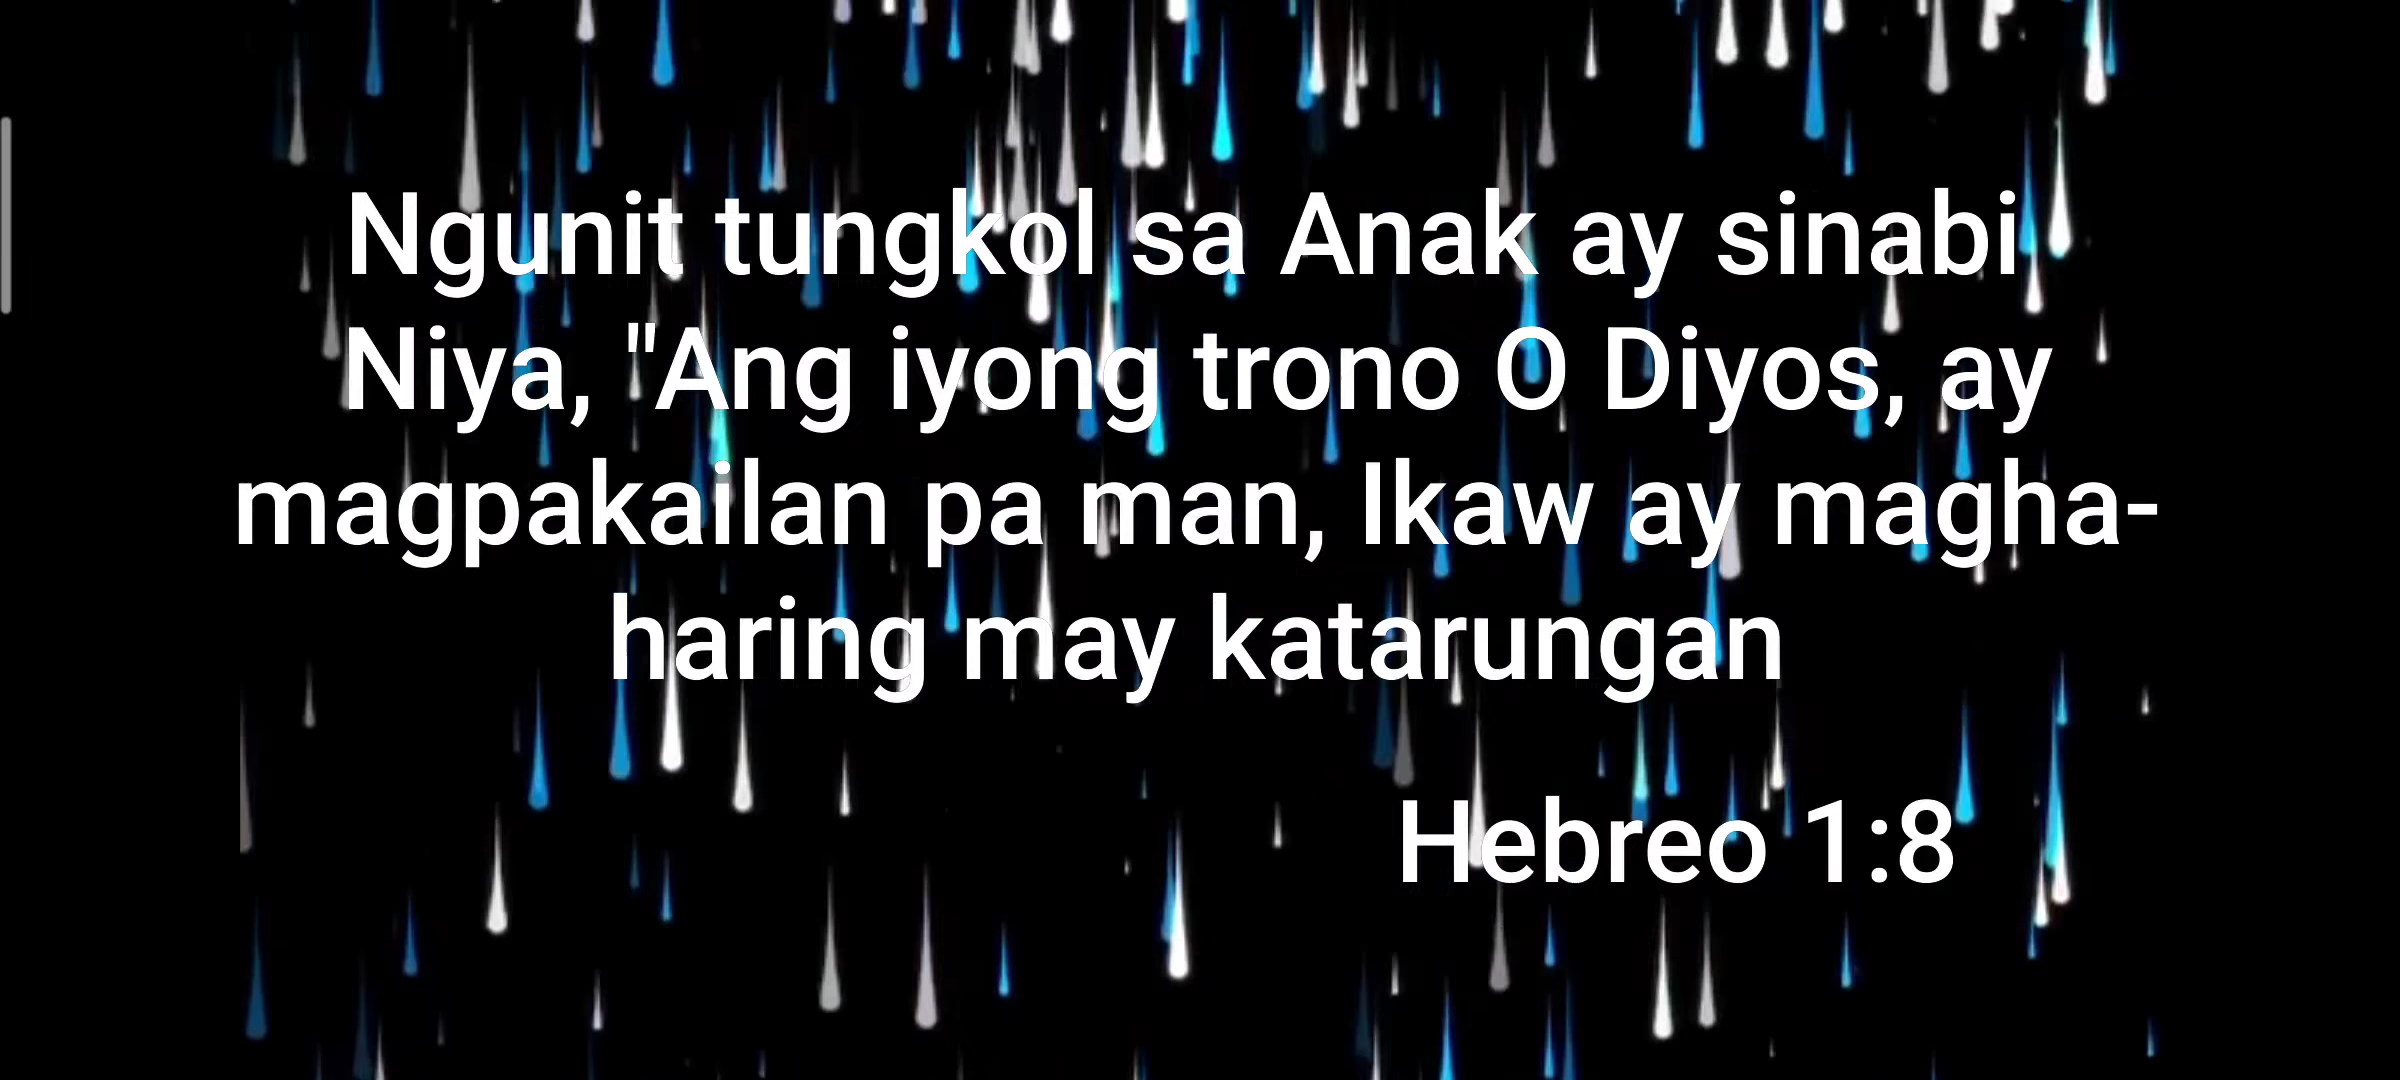 Ngunit tungkol sa Anak ay sinabi
Niya, "Ang iyong trono O Diyos, ay
magpakailan pa man, Ikaw ay magha-
haring may katarungan
Hebreo 1:8